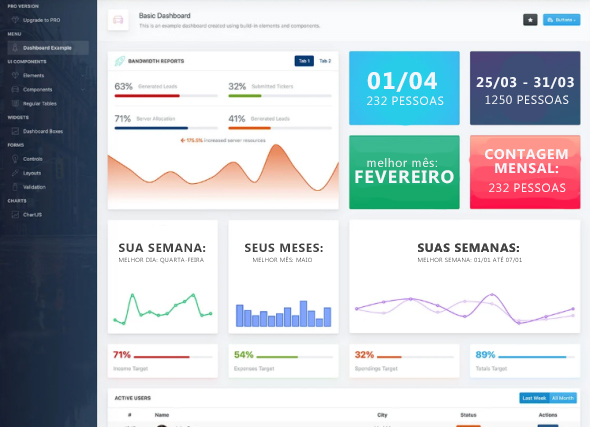 PRO VERSION
Upgrade to PRO
MENU
Dashboard Example
UI COMPONENTS
Elements
Components
Regular Tables
WIDGETS
Dashboard Boxes
FORMS
Controls
Layouts
Validation
CHARTS
ChartJS
Basic Dashboard
This is an example dashboard created using build-in elements and components.
Buttons
BANDWIDTH REPORTS
Tab 1
Tab 2
63% Generated Leads
32% Submitted Tickers
71% Server Allocation
41% Generated Leads
175.5% increased server resources
01/04
232 PESSOAS
25/03 - 31/03
1250 PESSOAS
melhor mês:
FEVEREIRO
CONTAGEM
MENSAL:
232 PESSOAS
SUA SEMANA:
MELHOR DIA: QUARTA-FEIRA
SEUS MESES:
MELHOR MÊS: MAIO
SUAS SEMANAS:
MELHOR SEMANA: 01/01 ATÉ 07/01
71%
Income Target
54%
Expenses Target
32%
Spendings Target
89%
Totals Target
ACTIVE USERS
Last Week
All Month
# Name City Status Actions